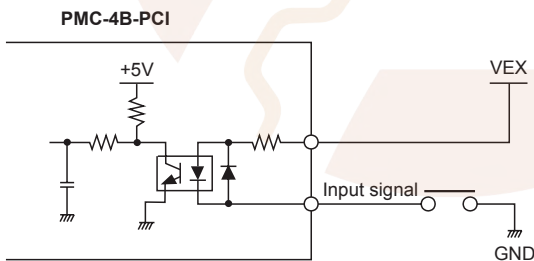 PMC-4B-PCI
+5V
VEX
Input signal
GND